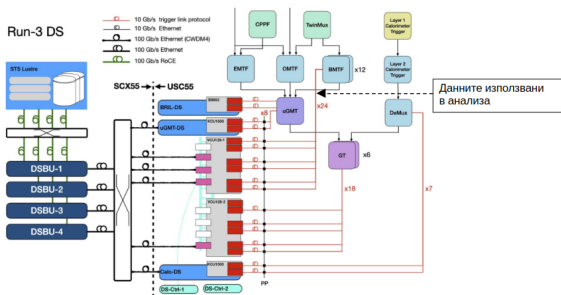 Run-3 DS
10 Gb/s trigger link protocol
10 Gb/s Ethernet
100 Gb/s Ethernet (CWDM4)
100 Gb/s Ethernet
100 Gb/s RoCE
CPPF
TwinMux
Layer 1
Calorimeter
Trigger
EMTF
OMTF
BMTF
x12
Layer 2
Calorimeter
Trigger
BTS Lustre
SCX55
USC55
Данните използвани
в анализа
BRIL-DS
x8
x24
uGMT
DeMux
uGMT-DS
GT
x6
DSBU-1
DSBU-2
DSBU-3
DSBU-4
x18
x7
Calo-DS
PP
DS-Ctrl-1
DS-Ctrl-2